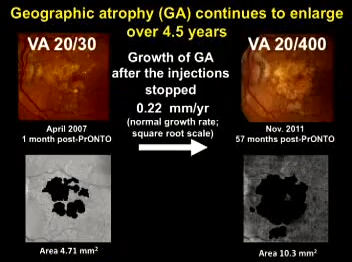 Geographic atrophy (GA) continues to enlarge
over 4.5 years
VA 20/30
VA 20/400
Growth of GA
after the injections
stopped
0.22 mm/yr
(normal growth rate;
square root scale)
April 2007
1 month post-PrONTO
Nov. 2011
57 months post-PrONTO
Area 4.71 mm²
Area 10.3 mm²